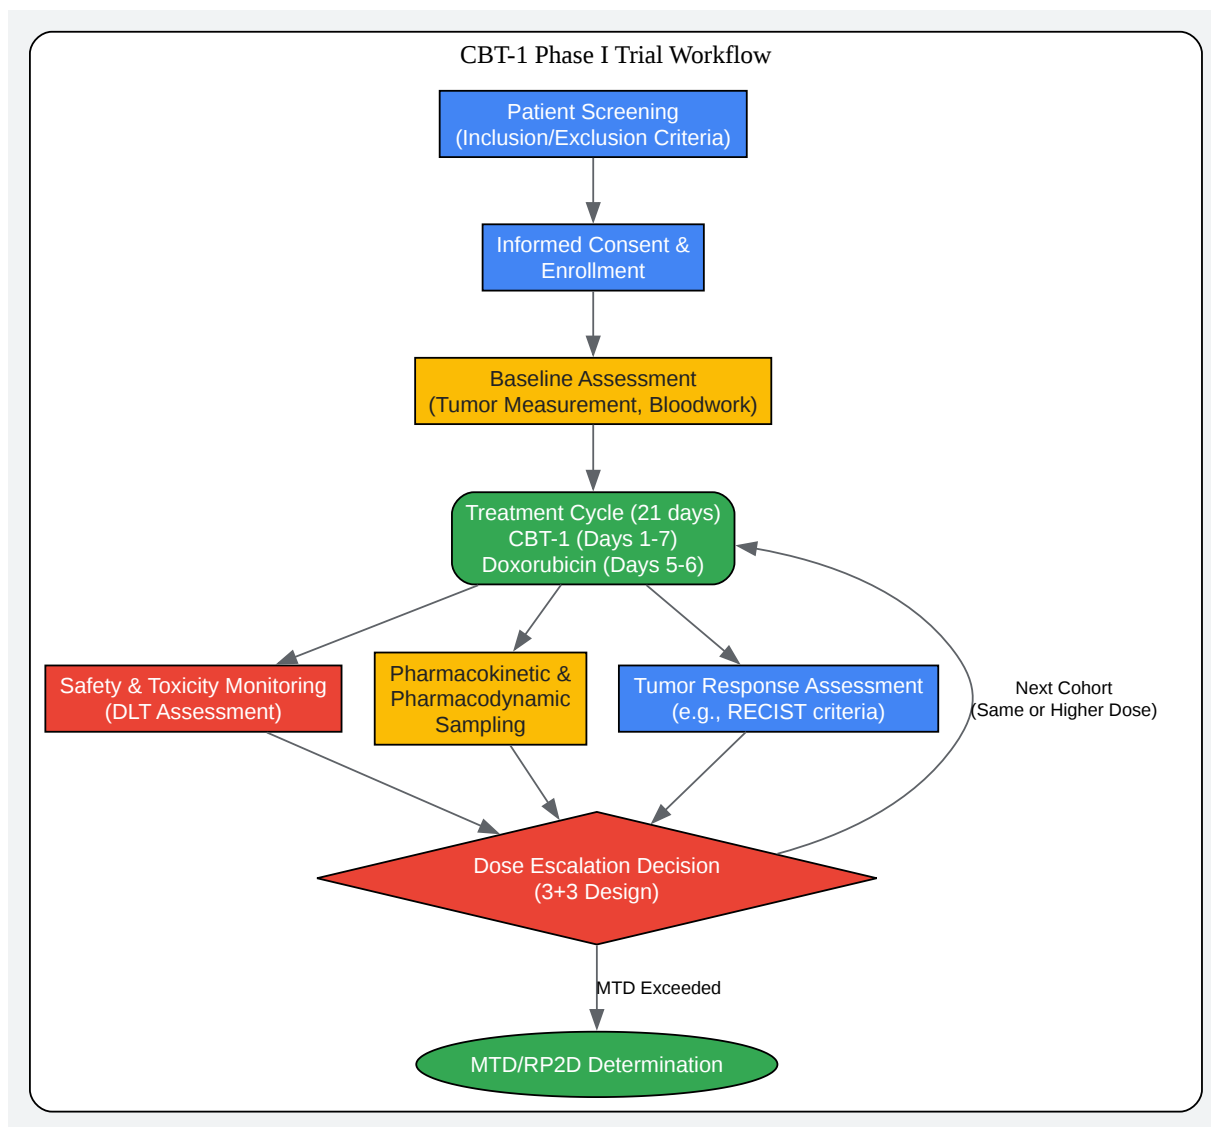 CBT-1 Phase I Trial Workflow
Patient Screening
(Inclusion/Exclusion Criteria)
Informed Consent &
Enrollment
Baseline Assessment
(Tumor Measurement, Bloodwork)
Treatment Cycle (21 days)
CBT-1 (Days 1-7)
Doxorubicin (Days 5-6)
Safety & Toxicity Monitoring
(DLT Assessment)
Pharmacokinetic &
Pharmacodynamic
Sampling
Tumor Response Assessment
(e.g., RECIST criteria)
Next Cohort
(Same or Higher Dose)
Dose Escalation Decision
(3+3 Design)
MTD Exceeded
MTD/RP2D Determination